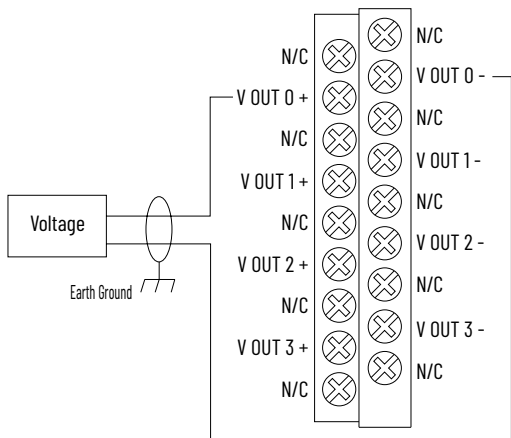 N/C
N/C
V OUT 0 -
V OUT 0 +
N/C
N/C
V OUT 1 -
V OUT 1 +
N/C
Voltage
N/C
V OUT 2 -
V OUT 2 +
N/C
Earth Ground
N/C
V OUT 3 -
V OUT 3 +
N/C
N/C